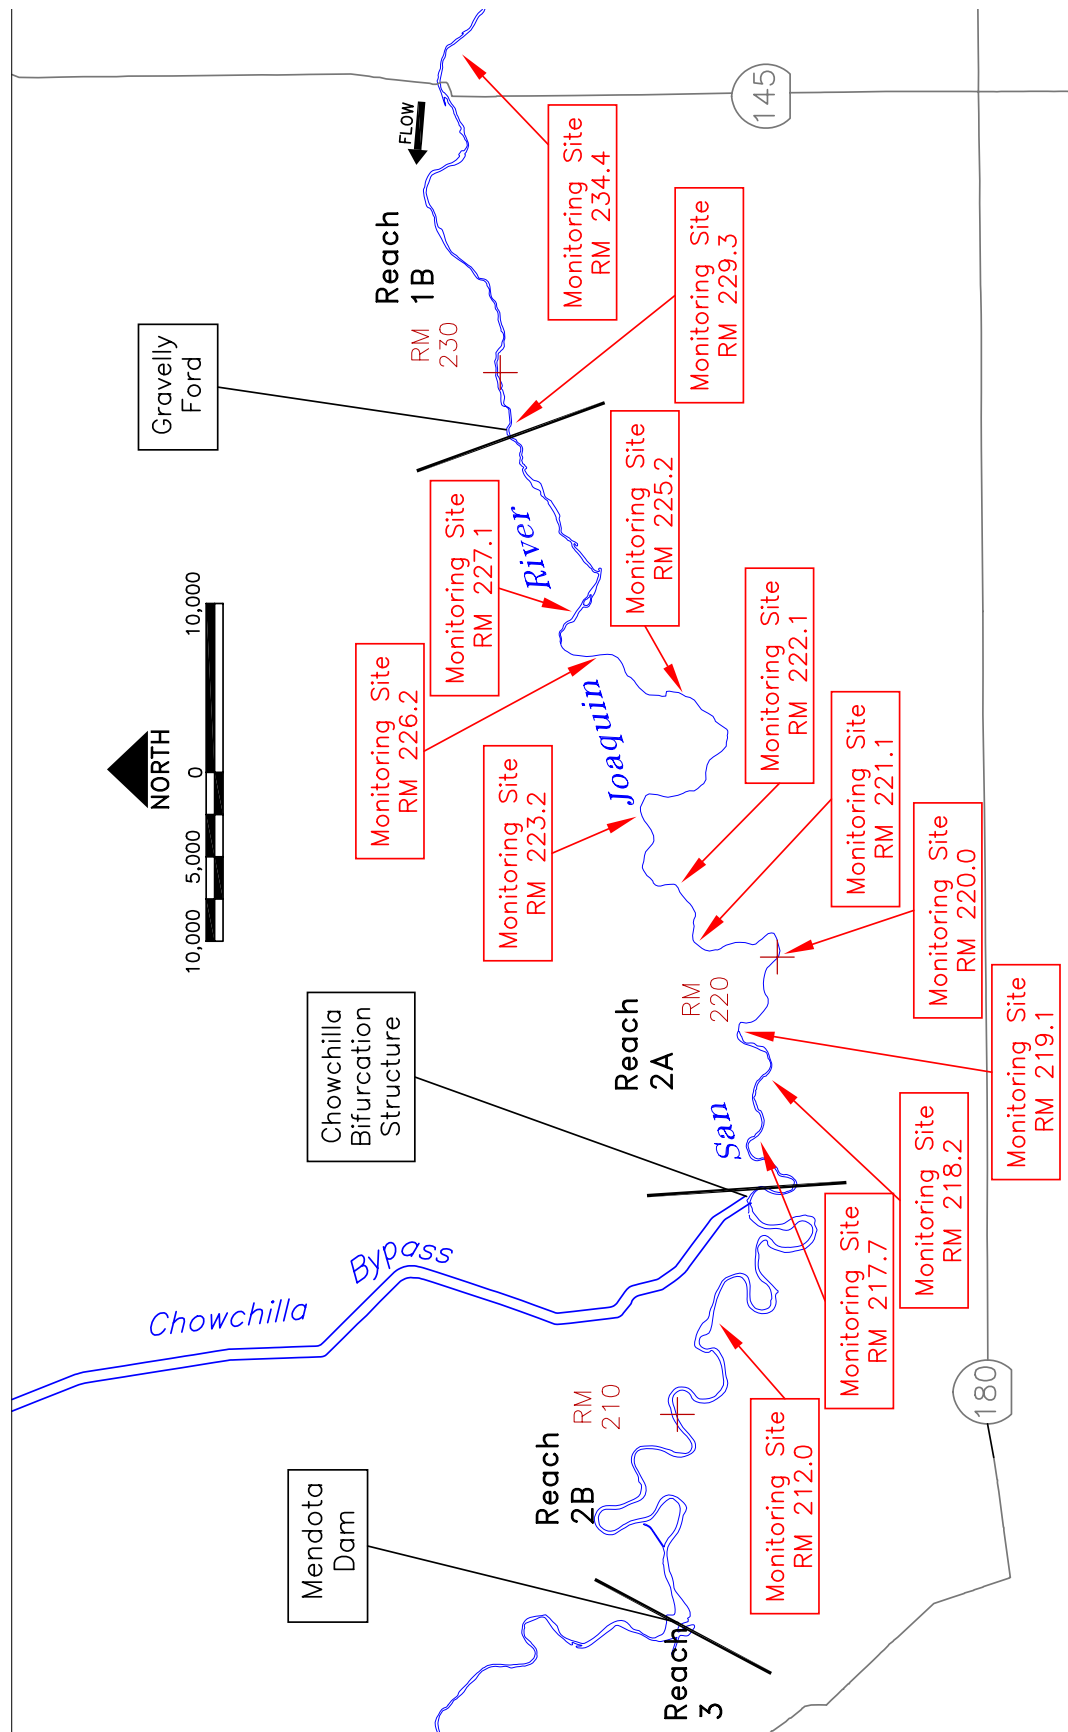 Mendota
Dam
Chowchilla
Bifurcation
Structure
Gravelly
Ford
NORTH
10,000
5,000
0
10,000
Chowchilla
Bypass
FLOW
Reach
1B
RM
230
Reach
2A
RM
220
Reach
2B
RM
210
Reach
3
San
Joaquin
River
145
180
Monitoring Site
RM 234.4
Monitoring Site
RM 229.3
Monitoring Site
RM 227.1
Monitoring Site
RM 226.2
Monitoring Site
RM 225.2
Monitoring Site
RM 223.2
Monitoring Site
RM 222.1
Monitoring Site
RM 221.1
Monitoring Site
RM 220.0
Monitoring Site
RM 219.1
Monitoring Site
RM 218.2
Monitoring Site
RM 217.7
Monitoring Site
RM 212.0